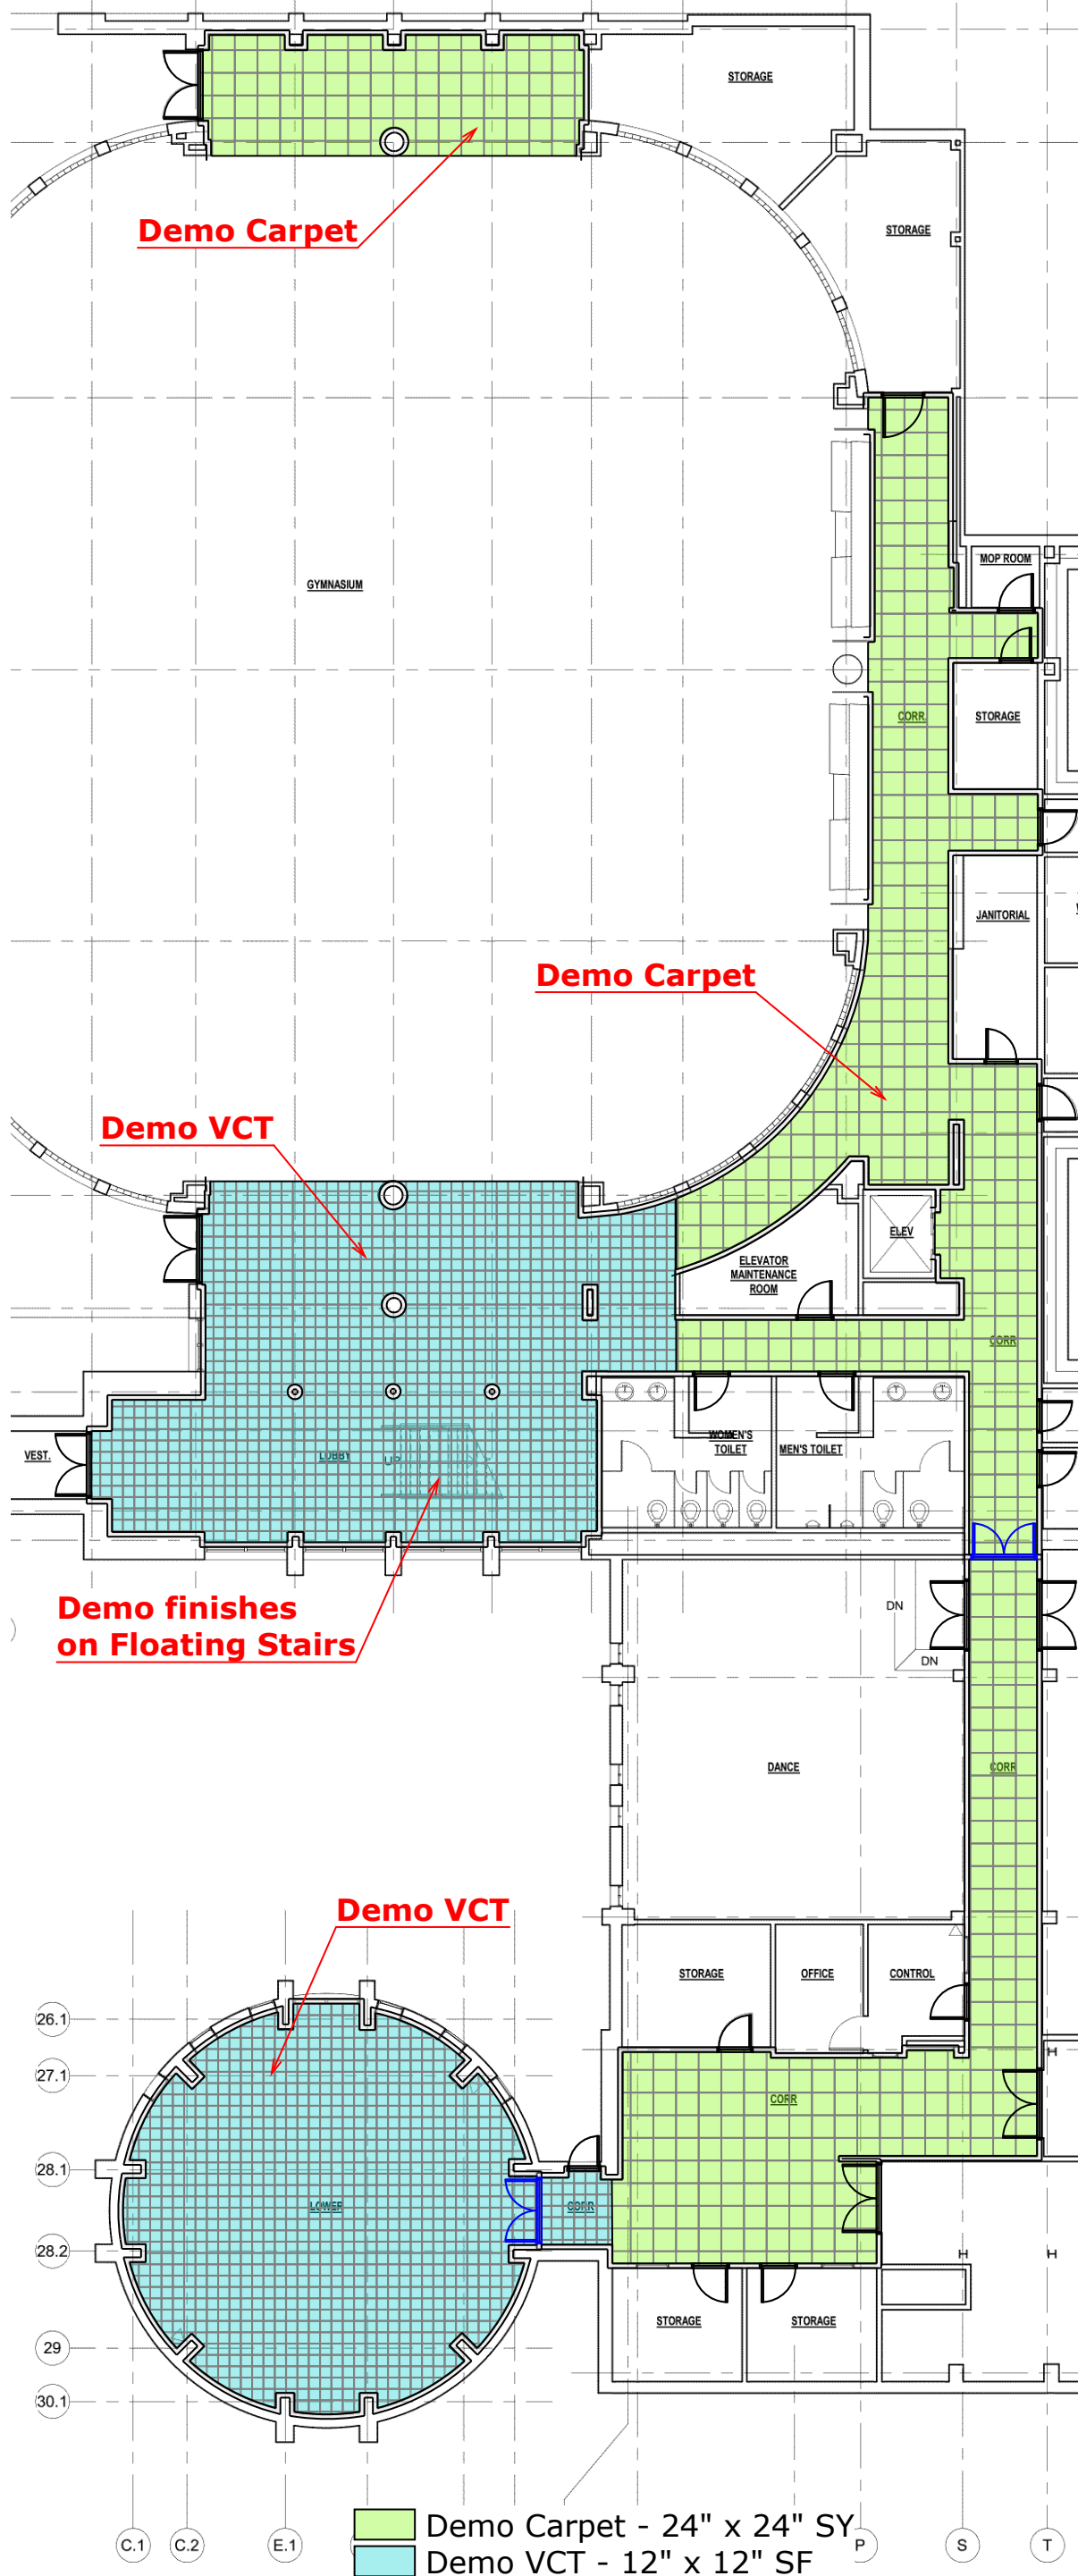 STORAGE
Demo Carpet
STORAGE
MOP ROOM
GYMNASIUM
CORR.
STORAGE
JANITORIAL
Demo Carpet
Demo VCT
ELEV
ELEVATOR
MAINTENANCE
ROOM
CORR
VEST.
LOBBY
UP
WOMEN'S
TOILET
MEN'S TOILET
Demo finishes
on Floating Stairs
DN
DN
DANCE
CORR
Demo VCT
STORAGE
OFFICE
CONTROL
26.1
27.1
CORR
28.1
LOWER
CORR
28.2
STORAGE
STORAGE
29
30.1
Demo Carpet - 24" x 24" SY
C.1
C.2
E.1
P
S
T
Demo VCT - 12" x 12" SF